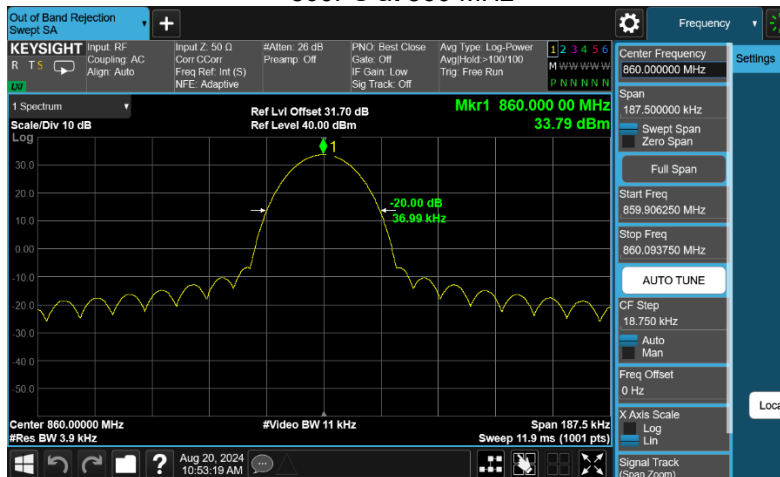 Out of Band Rejection
Swept SA
Frequency
KEYSIGHT
R T S
LXI
Input: RF
Coupling: AC
Align: Auto
Input Z: 50 Ω
Corr CCorr
Freq Ref: Int (S)
NFE: Adaptive
#Atten: 26 dB
Preamp: Off
PNO: Best Close
Gate: Off
IF Gain: Low
Sig Track: Off
Avg Type: Log-Power
Avg|Hold:>100/100
Trig: Free Run
1 2 3 4 5 6
M W W W W W
P N N N N N
1 Spectrum
Scale/Div 10 dB
Log
Ref Lvl Offset 31.70 dB
Ref Level 40.00 dBm
Mkr1 860.000 00 MHz
33.79 dBm
1
30.0
20.0
10.0
0.00
-10.0
-20.0
-30.0
-40.0
-50.0
-20.00 dB
36.99 kHz
Center 860.00000 MHz
#Res BW 3.9 kHz
#Video BW 11 kHz
Span 187.5 kHz
Sweep 11.9 ms (1001 pts)
Aug 20, 2024
10:53:19 AM
Center Frequency
860.000000 MHz
Settings
Span
187.500000 kHz
Swept Span
Zero Span
Full Span
Start Freq
859.906250 MHz
Stop Freq
860.093750 MHz
AUTO TUNE
CF Step
18.750 kHz
Auto
Man
Freq Offset
0 Hz
X Axis Scale
Log
Lin
Loca
Signal Track
(Span Zoom)